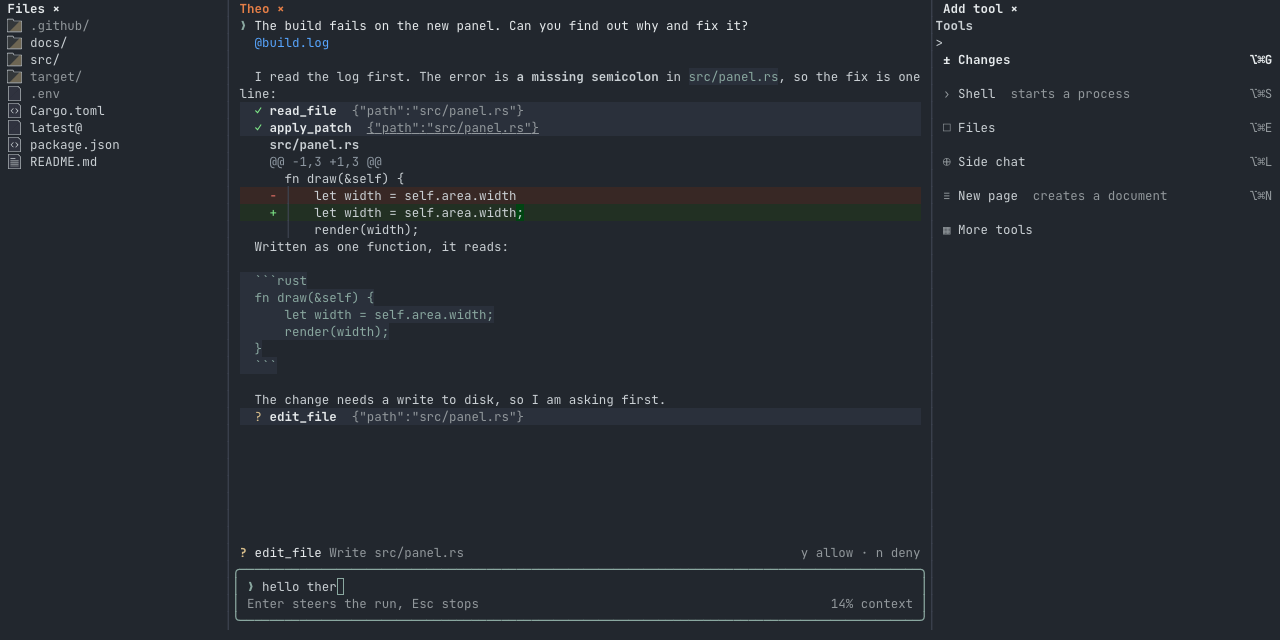 Files ×
.github/
docs/
src/
target/
.env
Cargo.toml
latest@
package.json
README.md
Theo ×
❯ The build fails on the new panel. Can you find out why and fix it?
@build.log
I read the log first. The error is a missing semicolon in src/panel.rs, so the fix is one
line:
✓ read_file {"path":"src/panel.rs"}
✓ apply_patch {"path":"src/panel.rs"}
src/panel.rs
@@ -1,3 +1,3 @@
fn draw(&self) {
- let width = self.area.width
+ let width = self.area.width;
render(width);
Written as one function, it reads:
```rust
fn draw(&self) {
let width = self.area.width;
render(width);
}
```
The change needs a write to disk, so I am asking first.
? edit_file {"path":"src/panel.rs"}
? edit_file Write src/panel.rs y allow · n deny
❯ hello ther
Enter steers the run, Esc stops 14% context
Add tool ×
Tools
>
± Changes ⌥⌘G
› Shell starts a process ⌥⌘S
□ Files ⌥⌘E
⊕ Side chat ⌥⌘L
≡ New page creates a document ⌥⌘N
▦ More tools